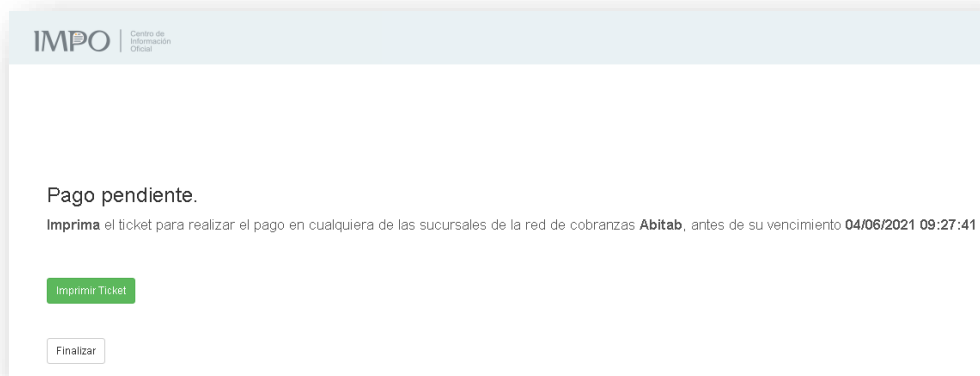 IMPO
Centro de
Información
Oficial
Pago pendiente.
Imprima el ticket para realizar el pago en cualquiera de las sucursales de la red de cobranzas Abitab, antes de su vencimiento 04/06/2021 09:27:41
Imprimir Ticket
Finalizar